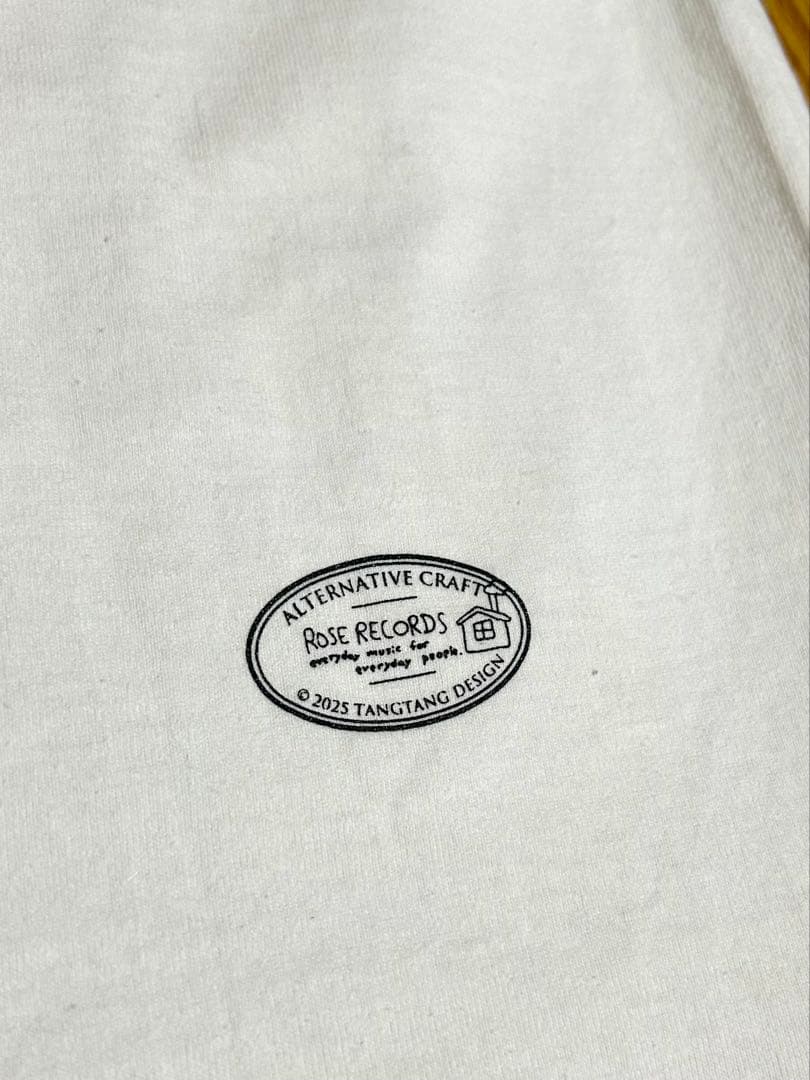 ALTERNATIVE CRAFT
ROSE RECORDS
everyday music for
everyday people.
© 2025 TANGTANG DESIGN